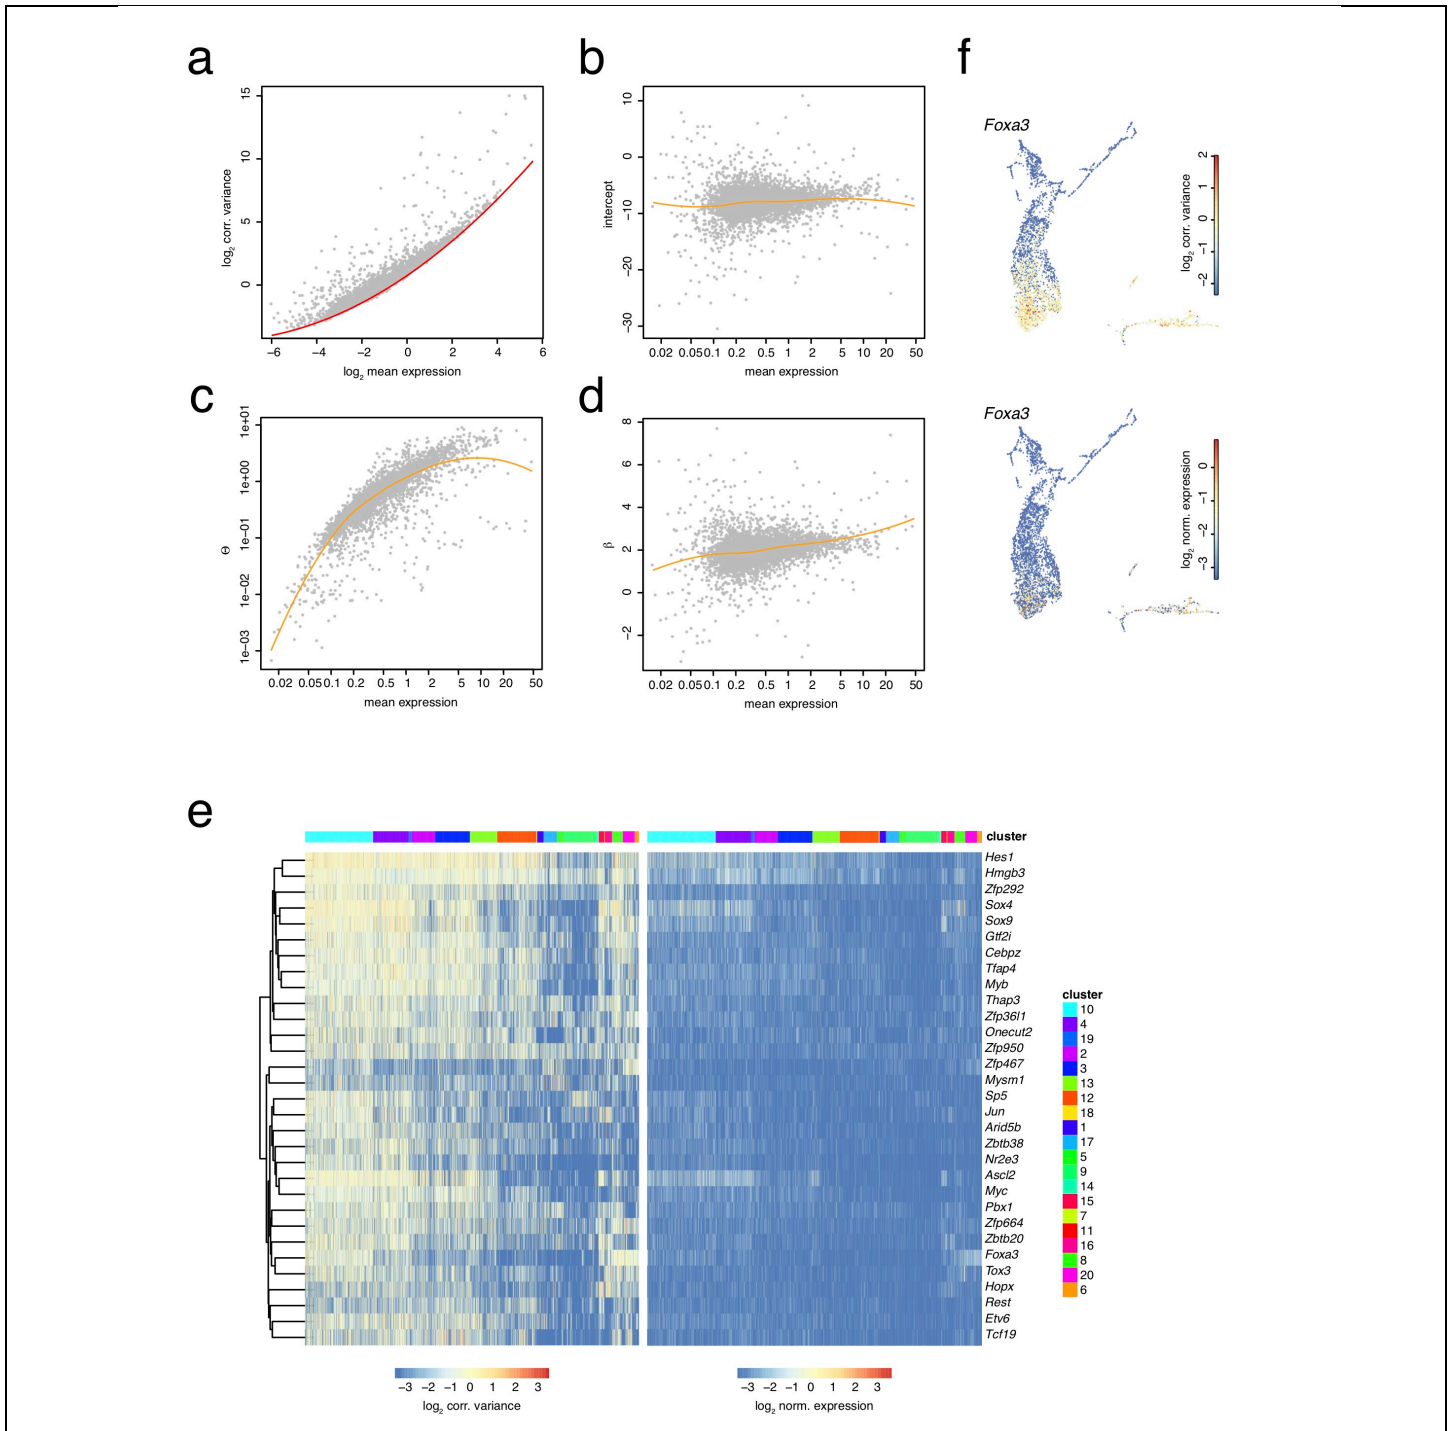 a
15
10
5
0
log2 corr. variance
−6 −4 −2 0 2 4 6
log2 mean expression
b
10
0
−10
−20
−30
intercept
0.02 0.05 0.1 0.2 0.5 1 2 5 10 20 50
mean expression
c
1e+01
1e+00
1e−01
1e−02
1e−03
Θ
0.02 0.05 0.1 0.2 0.5 1 2 5 10 20 50
mean expression
d
8
6
4
2
0
−2
β
0.02 0.05 0.1 0.2 0.5 1 2 5 10 20 50
mean expression
f
Foxa3
log2 corr. variance
2
1
0
−1
−2
Foxa3
log2 norm. expression
0
−1
−2
−3
e
cluster
Hes1
Hmgb3
Zfp292
Sox4
Sox9
Gtf2i
Cebpz
Tfap4
Myb
Thap3
Zfp36l1
Onecut2
Zfp950
Zfp467
Mysm1
Sp5
Jun
Arid5b
Zbtb38
Nr2e3
Ascl2
Myc
Pbx1
Zfp664
Zbtb20
Foxa3
Tox3
Hopx
Rest
Etv6
Tcf19
cluster
10
4
19
2
3
13
12
18
1
17
5
9
14
15
7
11
16
8
20
6
−3 −2 −1 0 1 2 3
log2 corr. variance
−3 −2 −1 0 1 2 3
log2 norm. expression